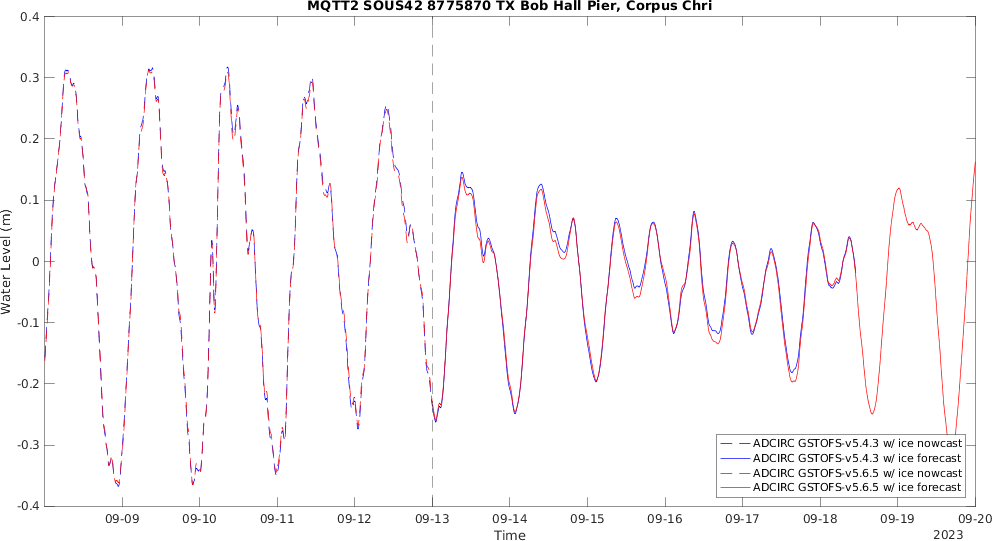 MQTT2 SOUS42 8775870 TX Bob Hall Pier, Corpus Chri
0.4
0.3
0.2
0.1
0
-0.1
-0.2
-0.3
-0.4
Water Level (m)
ADCIRC GSTOFS-v5.4.3 w/ ice nowcast
ADCIRC GSTOFS-v5.4.3 w/ ice forecast
ADCIRC GSTOFS-v5.6.5 w/ ice nowcast
ADCIRC GSTOFS-v5.6.5 w/ ice forecast
09-09 09-10 09-11 09-12 09-13 09-14 09-15 09-16 09-17 09-18 09-19 09-20
Time
2023